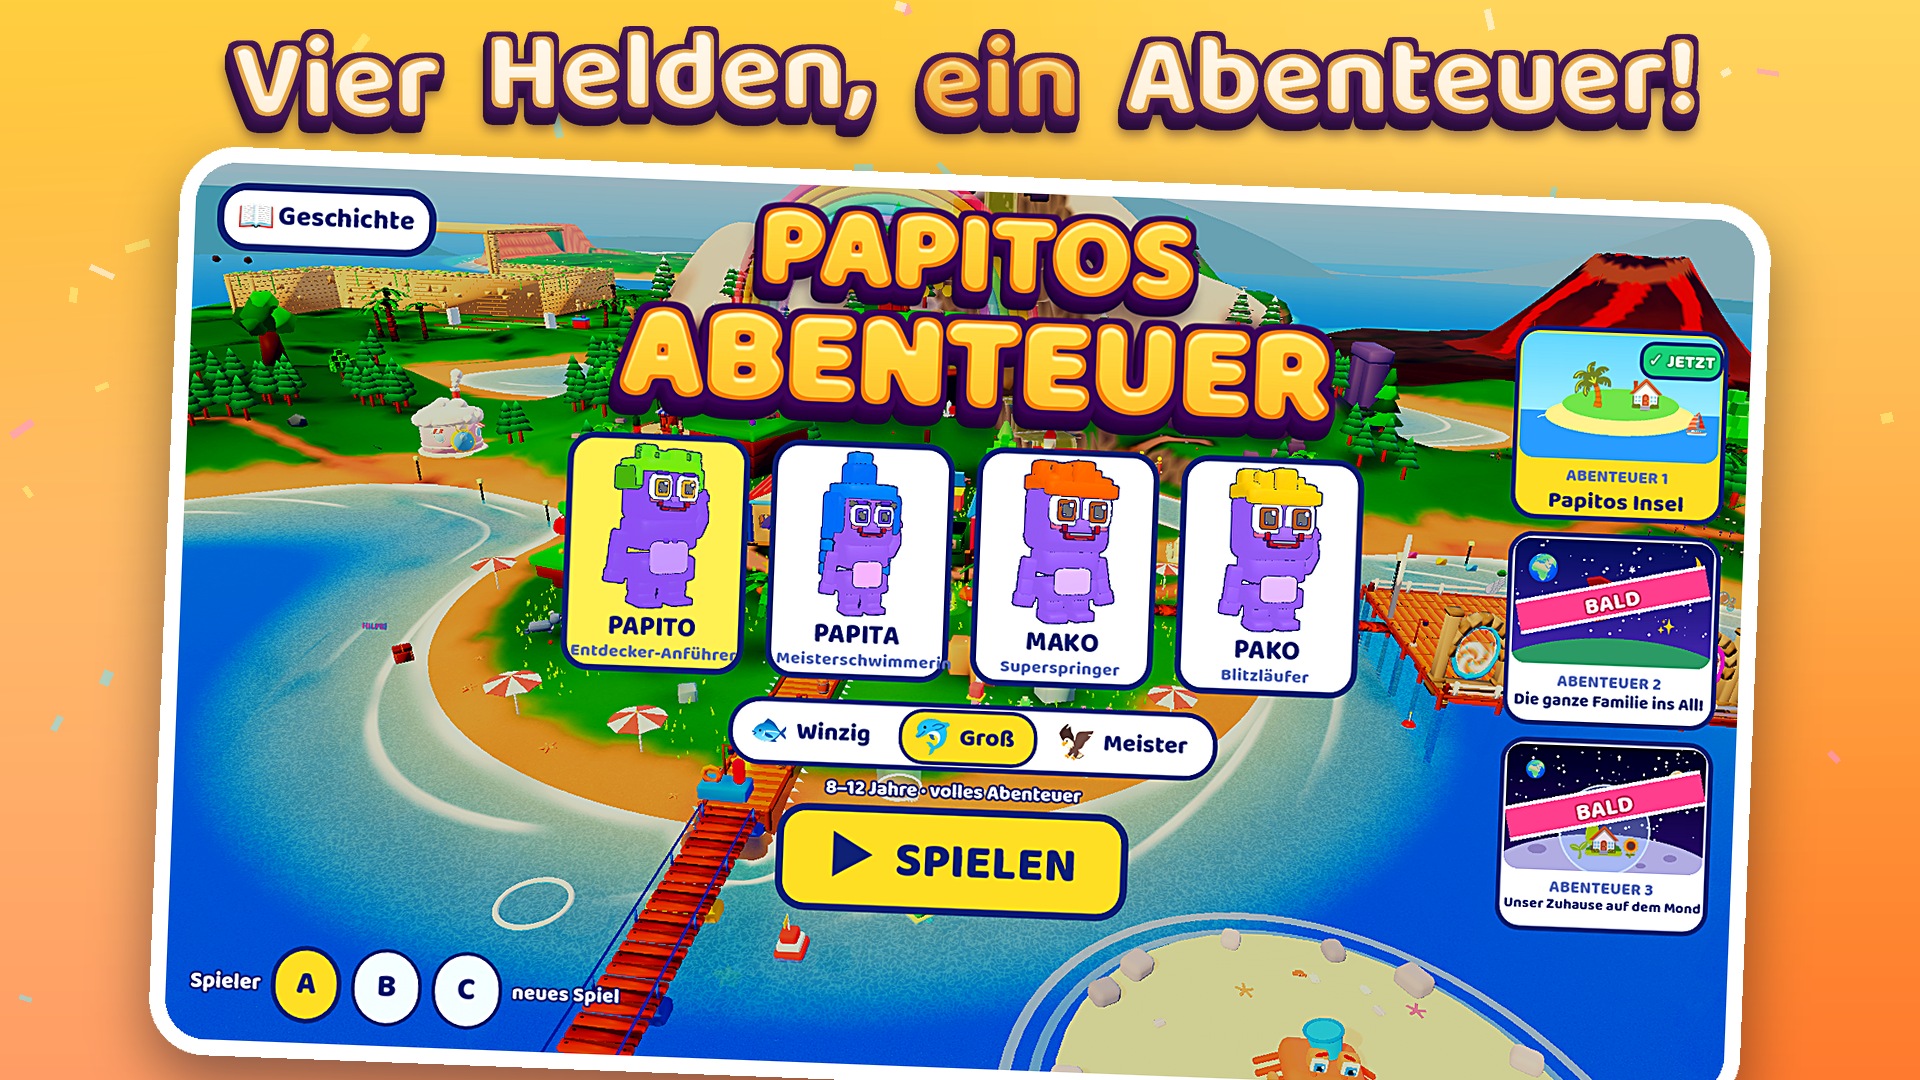 Vier Helden, ein Abenteuer!
Geschichte
PAPITOS
ABENTEUER
✓ JETZT
ABENTEUER 1
Papitos Insel
PAPITO
Entdecker-Anführer
PAPITA
Meisterschwimmerin
MAKO
Superspringer
PAKO
Blitzläufer
BALD
ABENTEUER 2
Die ganze Familie ins All!
Winzig
Groß
Meister
8–12 Jahre · volles Abenteuer
SPIELEN
BALD
ABENTEUER 3
Unser Zuhause auf dem Mond
Spieler
A
B
C
neues Spiel